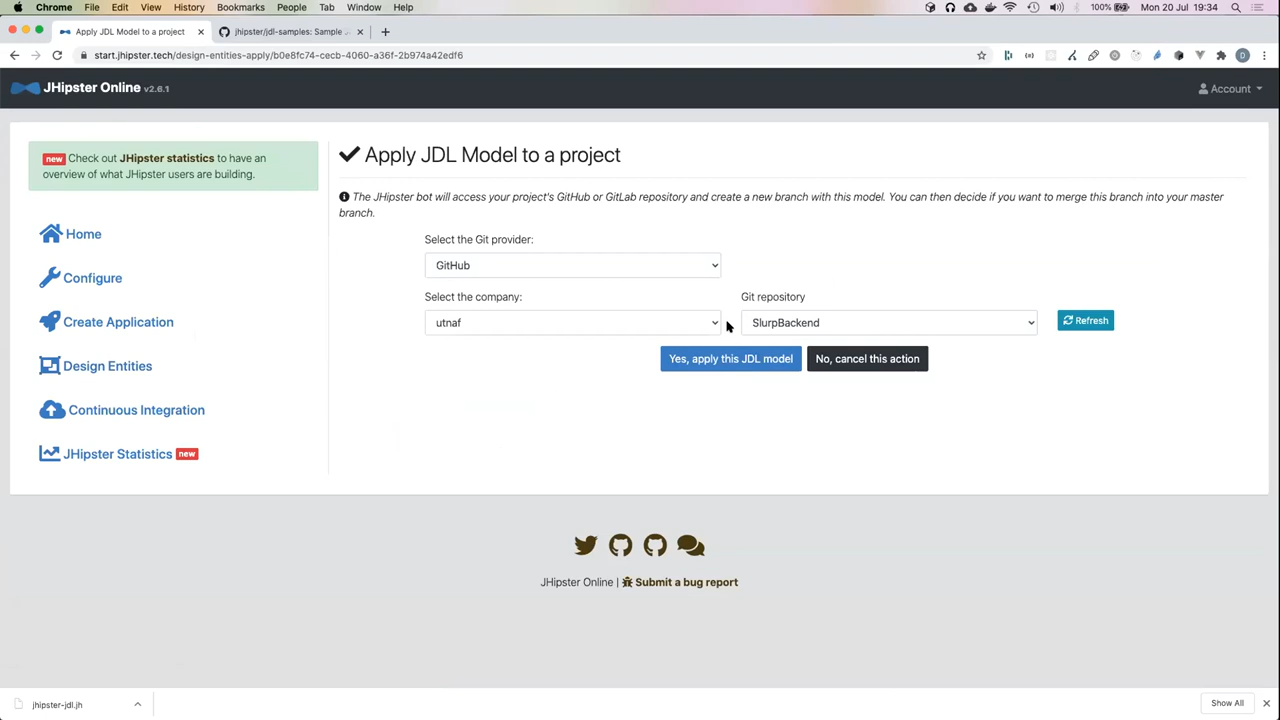 Chrome File Edit View History Bookmarks People Tab Window Help 100% Mon 20 Jul 19:34
Apply JDL Model to a project
jhipster/jdl-samples: Sample
start.jhipster.tech/design-entities-apply/b0e8fc74-cecb-4060-a36f-2b974a42edf6
JHipster Online v2.6.1
Account
new Check out JHipster statistics to have an
overview of what JHipster users are building.
Home
Configure
Create Application
Design Entities
Continuous Integration
JHipster Statistics new
Apply JDL Model to a project
The JHipster bot will access your project's GitHub or GitLab repository and create a new branch with this model. You can then decide if you want to merge this branch into your master
branch.
Select the Git provider:
GitHub
Select the company:
Git repository
utnaf
SlurpBackend
Refresh
Yes, apply this JDL model
No, cancel this action
JHipster Online | Submit a bug report
jhipster-jdl.jh
Show All